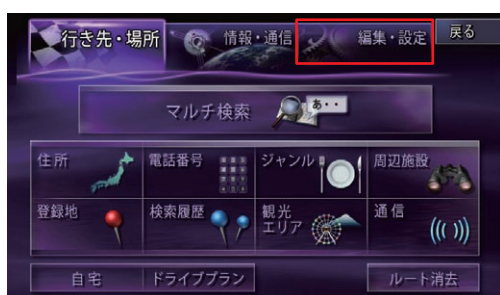 行き先・場所 情報・通信 編集・設定 戻る
マルチ検索 あ・・
住所 電話番号 ジャンル 周辺施設
登録地 検索履歴 観光エリア 通信
自宅 ドライブプラン ルート消去